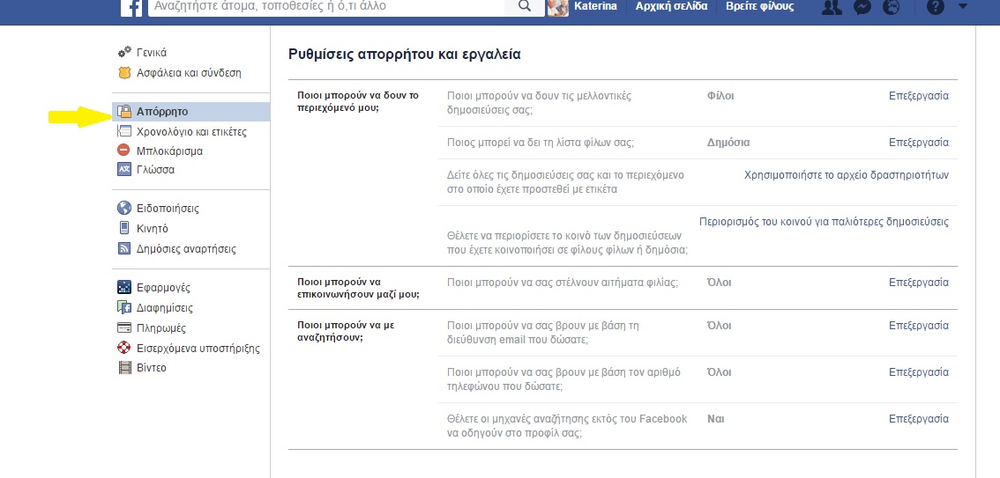 Αναζητήστε άτομα, τοποθεσίες ή ό,τι άλλο
Katerina
Αρχική σελίδα
Βρείτε φίλους
Γενικά
Ασφάλεια και σύνδεση
Απόρρητο
Χρονολόγιο και ετικέτες
Μπλοκάρισμα
Γλώσσα
Ειδοποιήσεις
Κινητό
Δημόσιες αναρτήσεις
Εφαρμογές
Διαφημίσεις
Πληρωμές
Εισερχόμενα υποστήριξης
Βίντεο
Ρυθμίσεις απορρήτου και εργαλεία
Ποιοι μπορούν να δουν το
περιεχόμενό μου;
Ποιοι μπορούν να δουν τις μελλοντικές
δημοσιεύσεις σας;
Φίλοι
Επεξεργασία
Ποιος μπορεί να δει τη λίστα φίλων σας;
Δημόσια
Επεξεργασία
Δείτε όλες τις δημοσιεύσεις σας και το περιεχόμενο
στο οποίο έχετε προστεθεί με ετικέτα
Χρησιμοποιήστε το αρχείο δραστηριοτήτων
Θέλετε να περιορίσετε το κοινό των δημοσιεύσεων
που έχετε κοινοποιήσει σε φίλους φίλων ή δημόσια;
Περιορισμός του κοινού για παλιότερες δημοσιεύσεις
Ποιοι μπορούν να
επικοινωνήσουν μαζί μου;
Ποιοι μπορούν να σας στέλνουν αιτήματα φιλίας;
Όλοι
Επεξεργασία
Ποιοι μπορούν να με
αναζητήσουν;
Ποιοι μπορούν να σας βρουν με βάση τη
διεύθυνση email που δώσατε;
Όλοι
Επεξεργασία
Ποιοι μπορούν να σας βρουν με βάση τον αριθμό
τηλεφώνου που δώσατε;
Όλοι
Επεξεργασία
Θέλετε οι μηχανές αναζήτησης εκτός του Facebook
να οδηγούν στο προφίλ σας;
Ναι
Επεξεργασία